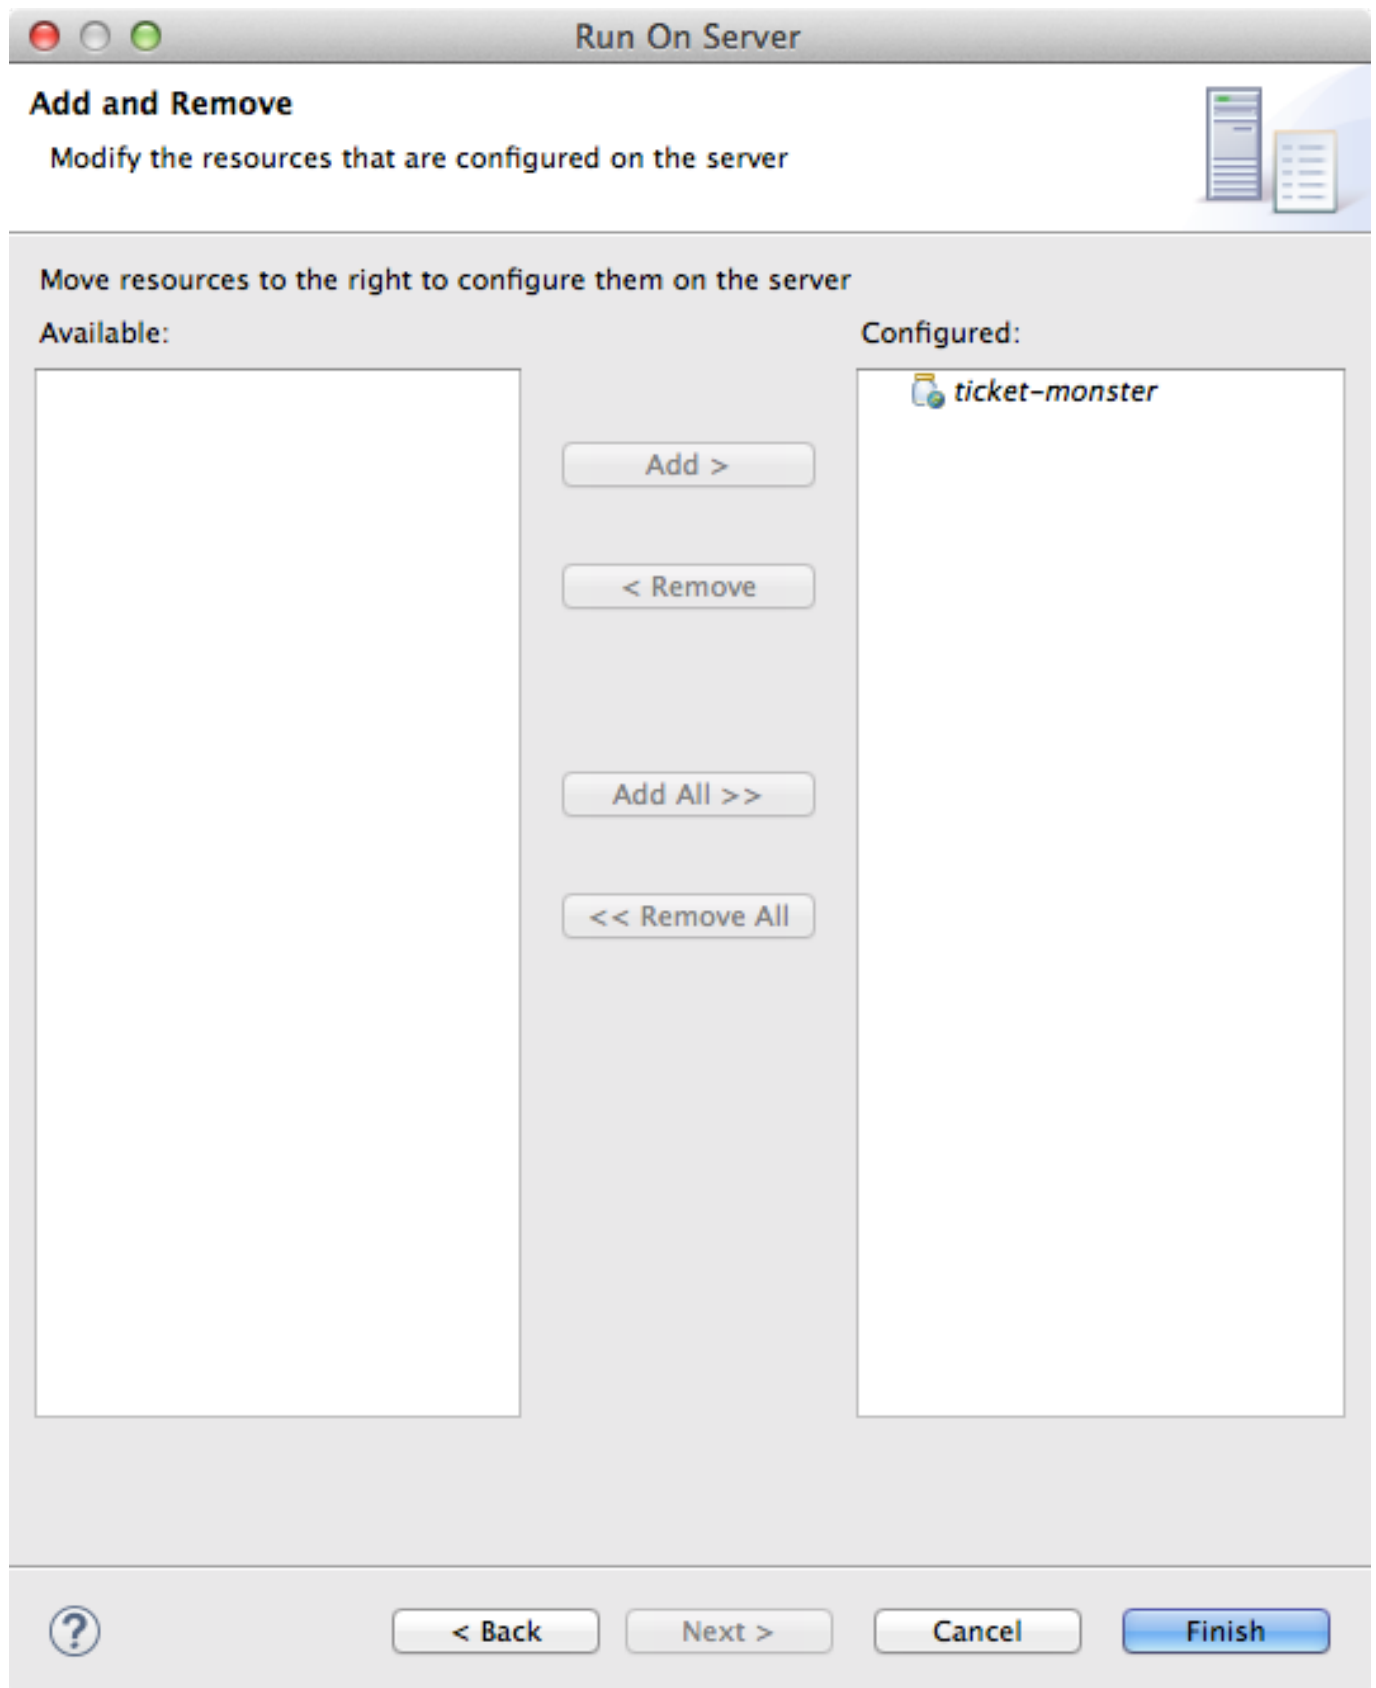 Run On Server
Add and Remove
Modify the resources that are configured on the server
Move resources to the right to configure them on the server
Available:
Configured:
ticket-monster
Add >
< Remove
Add All >>
<< Remove All
?
< Back
Next >
Cancel
Finish